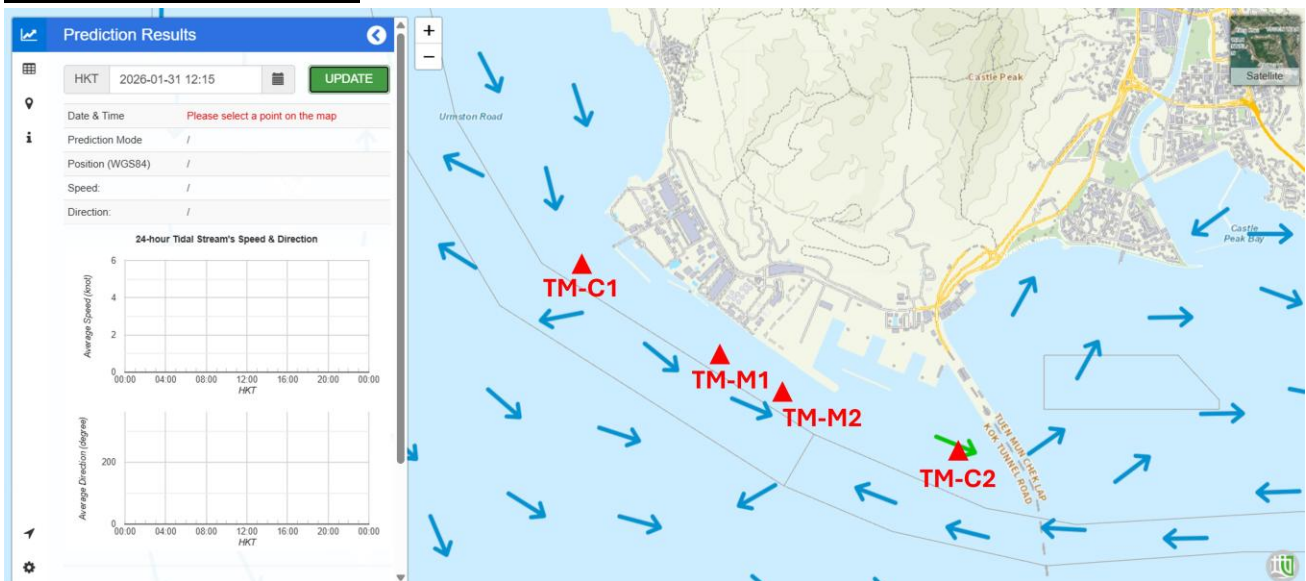 Prediction Results
HKT 2026-01-31 12:15 UPDATE
Date & Time Please select a point on the map
Prediction Mode /
Position (WGS84) /
Speed: /
Direction: /
24-hour Tidal Stream's Speed & Direction
Average Speed (knot)
6
4
2
0
00:00 04:00 08:00 12:00 16:00 20:00 00:00
HKT
Average Direction (degree)
200
0
00:00 04:00 08:00 12:00 16:00 20:00 00:00
HKT
+
−
Urmston Road
Castle Peak
Satellite
Castle
Peak Bay
TM-C1
TM-M1
TM-M2
TM-C2
TUEN MUN CHEK LAP
KOK TUNNEL ROAD